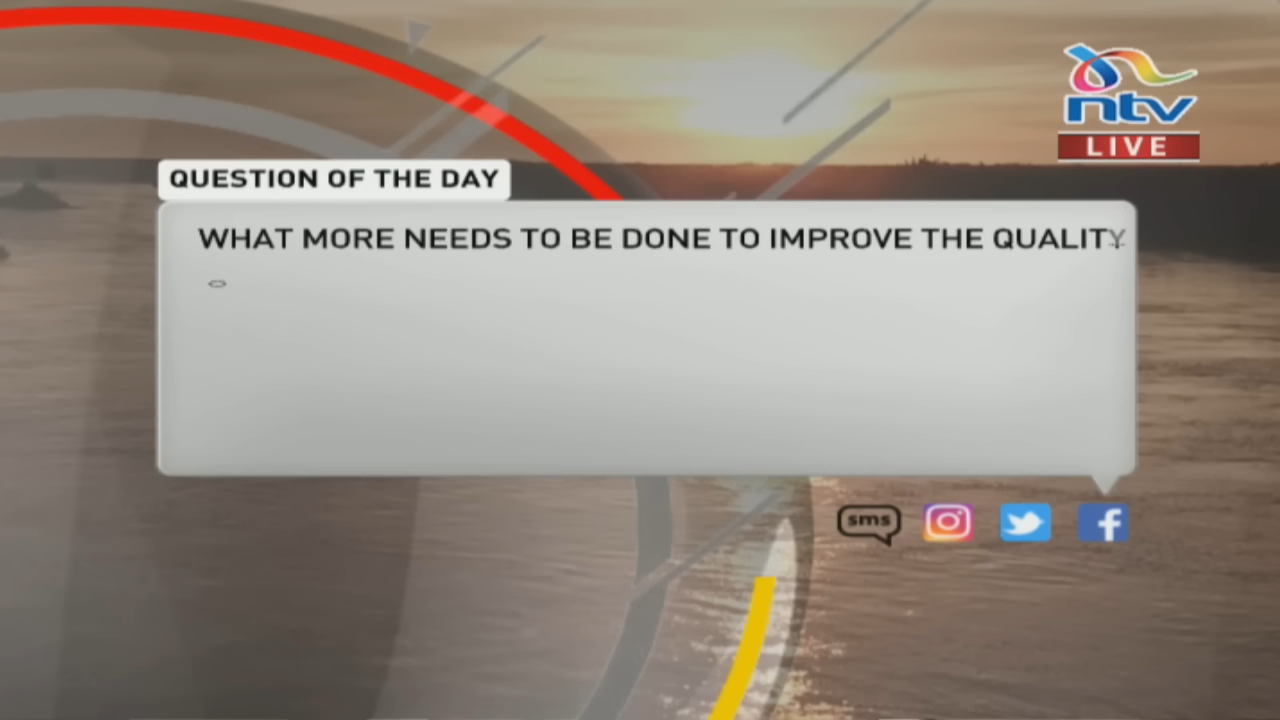 ntv
LIVE
QUESTION OF THE DAY
WHAT MORE NEEDS TO BE DONE TO IMPROVE THE QUALITY
sms